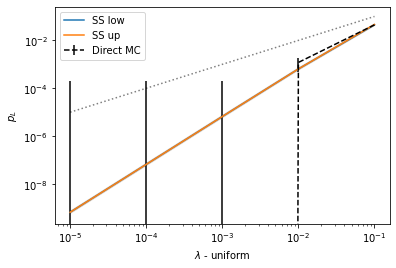 SS low
SS up
Direct MC
10⁻²
10⁻⁴
10⁻⁶
10⁻⁸
p_L
10⁻⁵ 10⁻⁴ 10⁻³ 10⁻² 10⁻¹
λ - uniform